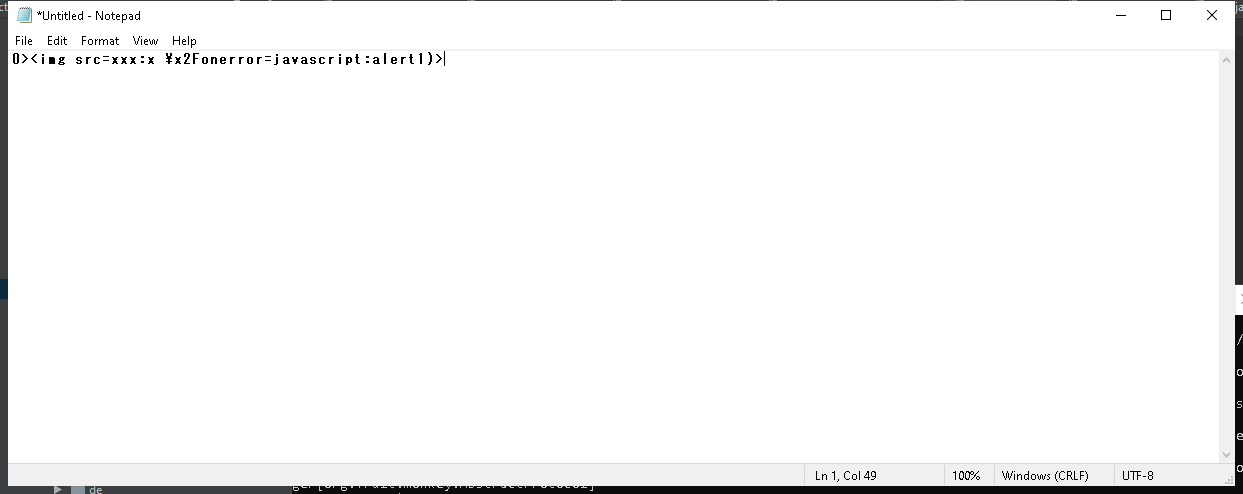 *Untitled - Notepad
File Edit Format View Help
0><img src=xxx:x ¥x2Fonerror=javascript:alert1)>
Ln 1, Col 49 100% Windows (CRLF) UTF-8
de